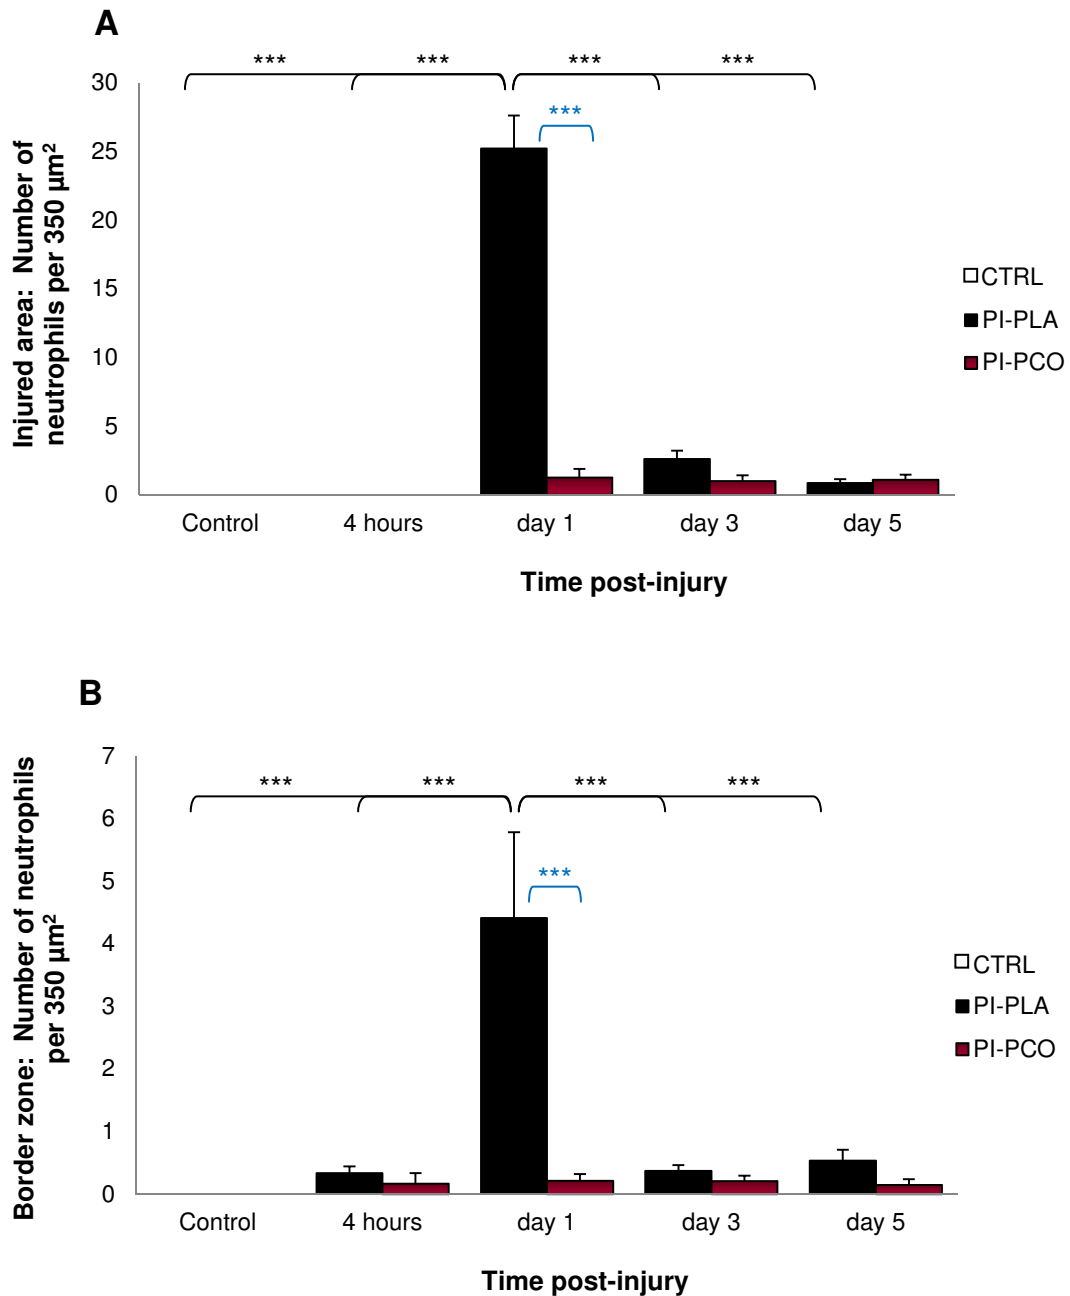 A
*** *** *** ***
30
***
25
20
15
10
5
0
Injured area: Number of
neutrophils per 350 µm²
Control 4 hours day 1 day 3 day 5
Time post-injury
CTRL
PI-PLA
PI-PCO
B
7
*** *** *** ***
6
***
5
4
3
2
1
0
Border zone: Number of neutrophils
per 350 µm²
Control 4 hours day 1 day 3 day 5
Time post-injury
CTRL
PI-PLA
PI-PCO